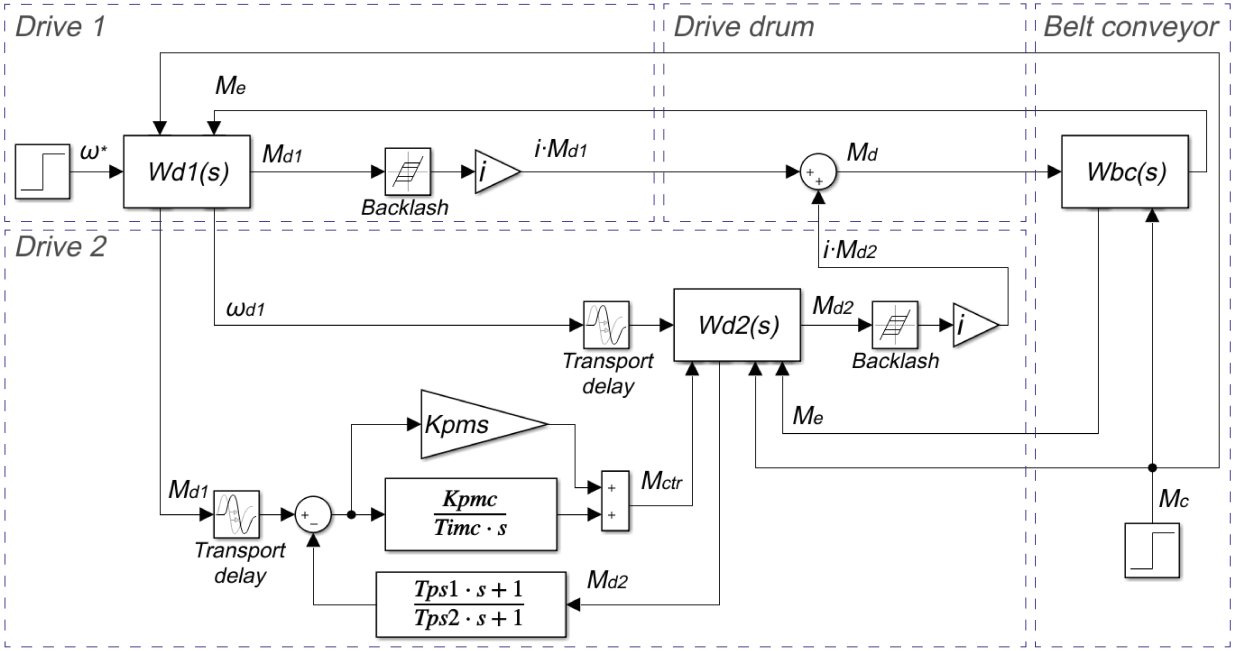 Drive 1
Drive drum
Belt conveyor
Me
ω*
Wd1(s)
Md1
i
i·Md1
Backlash
+
+
Md
Wbc(s)
Drive 2
i·Md2
ωd1
Transport
delay
Wd2(s)
Md2
i
Backlash
Me
Kpms
Md1
Transport
delay
+
−
Kpmc
Timc · s
+
+
Mctr
Mc
Tps1 · s + 1
Tps2 · s + 1
Md2